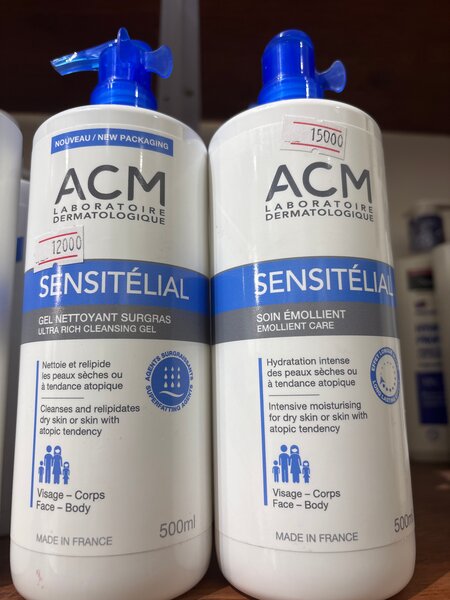 NOUVEAU / NEW PACKAGING
ACM
LABORATOIRE
DERMATOLOGIQUE
12000
SENSITÉLIAL
GEL NETTOYANT SURGRAS
ULTRA RICH CLEANSING GEL
Nettoie et relipide
les peaux sèches ou
à tendance atopique
Cleanses and relipidates
dry skin or skin with
atopic tendency
AGENTS SURGRAISSANTS
SUPERFATTING AGENTS
Visage – Corps
Face – Body
500ml
MADE IN FRANCE
15000
ACM
LABORATOIRE
DERMATOLOGIQUE
SENSITÉLIAL
SOIN ÉMOLLIENT
EMOLLIENT CARE
Hydratation intense
des peaux sèches ou
à tendance atopique
Intensive moisturising
for dry skin or skin with
atopic tendency
Visage – Corps
Face – Body
500ml
MADE IN FRANCE